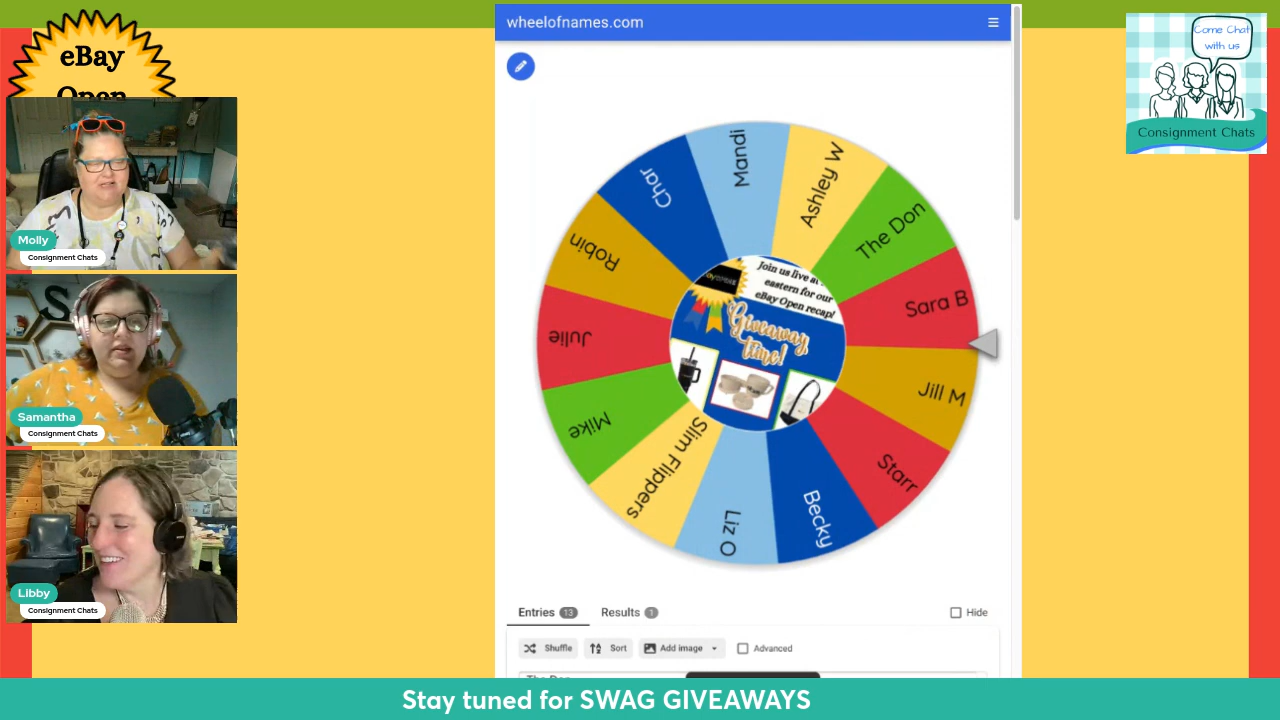 eBay
Open
Molly
Consignment Chats
Samantha
Consignment Chats
Libby
Consignment Chats
wheelofnames.com
Mandi
Ashley W
The Don
Sara B
Jill M
Starr
Becky
Liz O
Slim Flippers
Mike
Julie
Robin
Char
Join us live at
eastern for our
eBay Open recap!
Giveaway
time!
Entries 13 Results 1 Hide
Shuffle Sort Add image Advanced
The Don
Come Chat
with us
Consignment Chats
Stay tuned for SWAG GIVEAWAYS